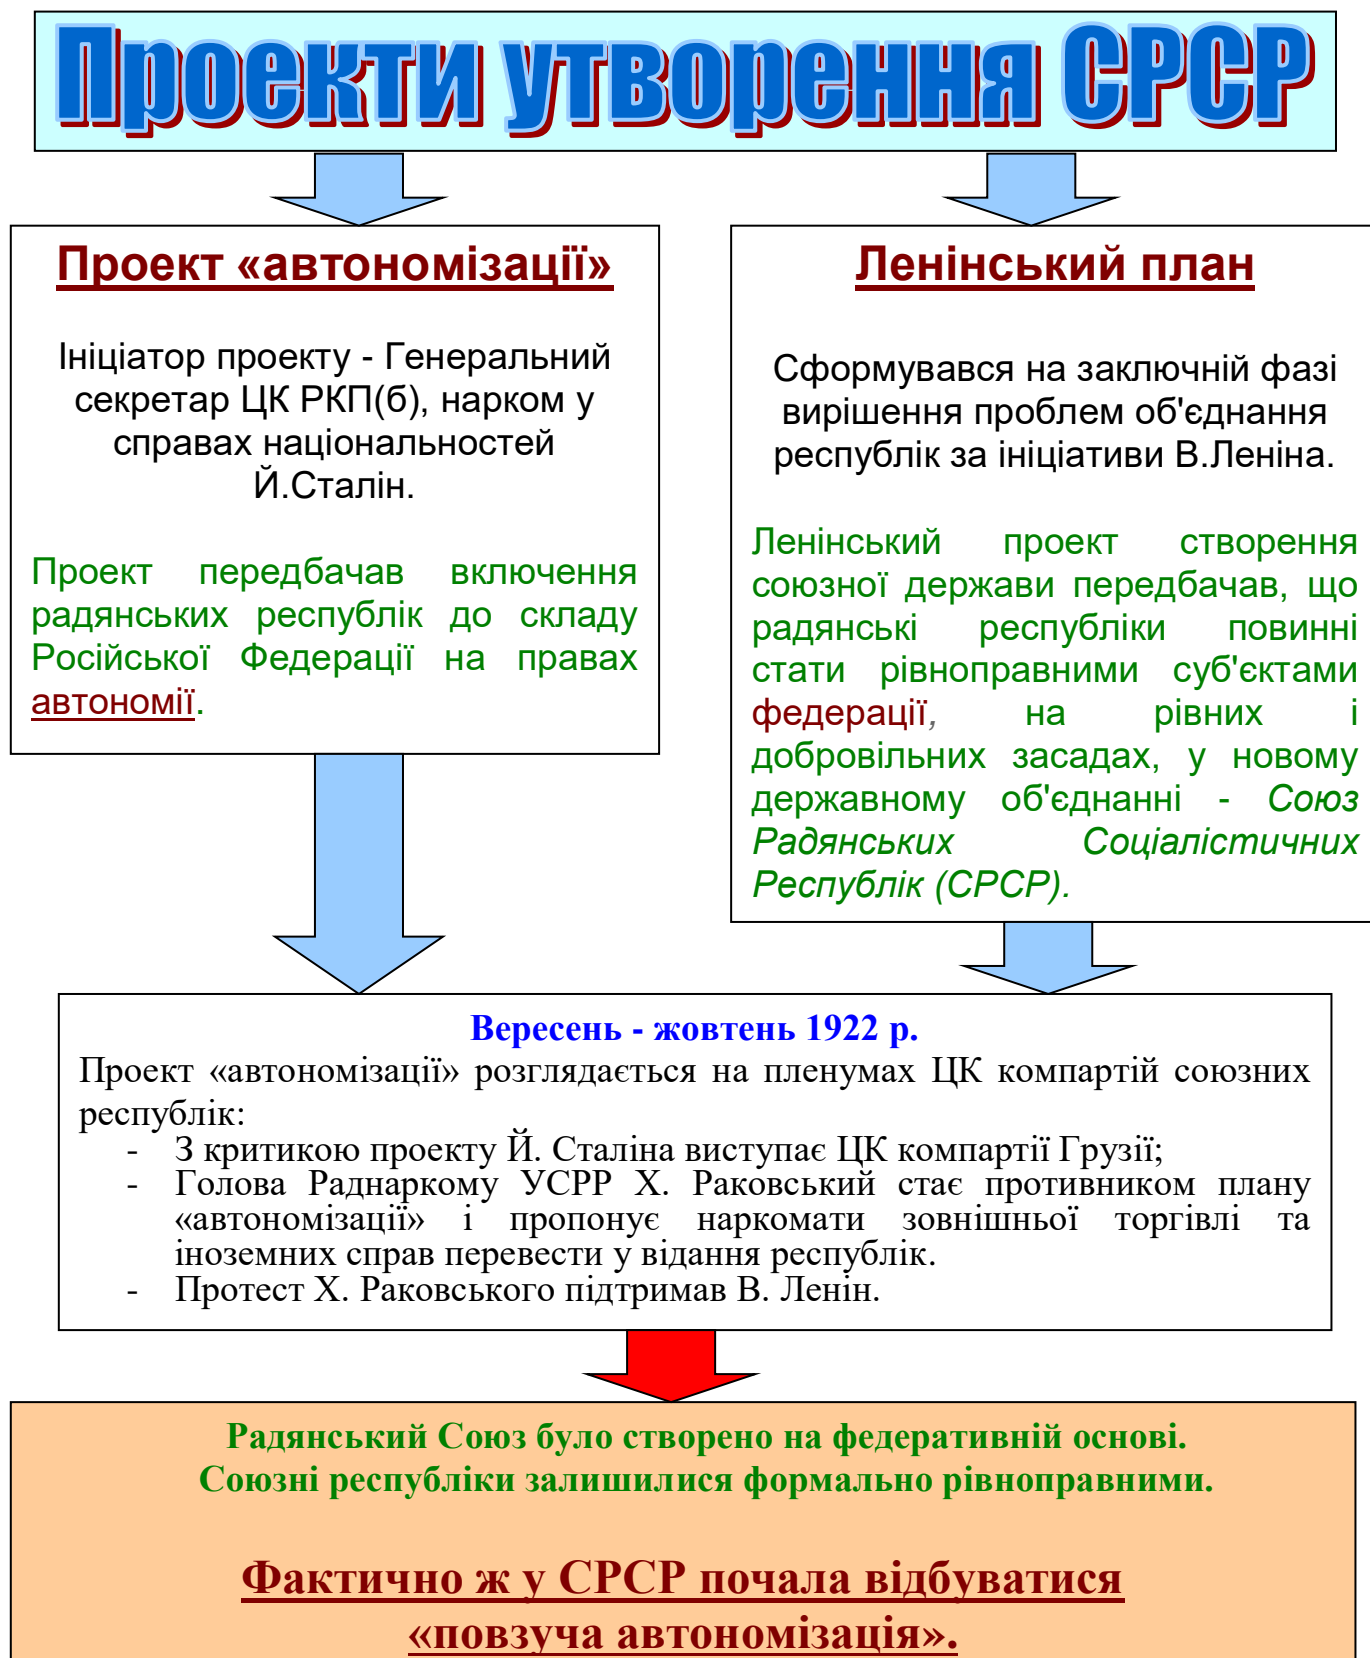 Проекти утворення СРСР
Проект «автономізації»
Ініціатор проекту - Генеральний
секретар ЦК РКП(б), нарком у
справах національностей
Й.Сталін.
Проект передбачав включення
радянських республік до складу
Російської Федерації на правах
автономії.
Ленінський план
Сформувався на заключній фазі
вирішення проблем об'єднання
республік за ініціативи В.Леніна.
Ленінський проект створення
союзної держави передбачав, що
радянські республіки повинні
стати рівноправними суб'єктами
федерації, на рівних і
добровільних засадах, у новому
державному об'єднанні - Союз
Радянських Соціалістичних
Республік (СРСР).
Вересень - жовтень 1922 р.
Проект «автономізації» розглядається на пленумах ЦК компартій союзних
республік:
- З критикою проекту Й. Сталіна виступає ЦК компартії Грузії;
- Голова Раднаркому УСРР Х. Раковський стає противником плану
«автономізації» і пропонує наркомати зовнішньої торгівлі та
іноземних справ перевести у відання республік.
- Протест Х. Раковського підтримав В. Ленін.
Радянський Союз було створено на федеративній основі.
Союзні республіки залишилися формально рівноправними.
Фактично ж у СРСР почала відбуватися
«повзуча автономізація».